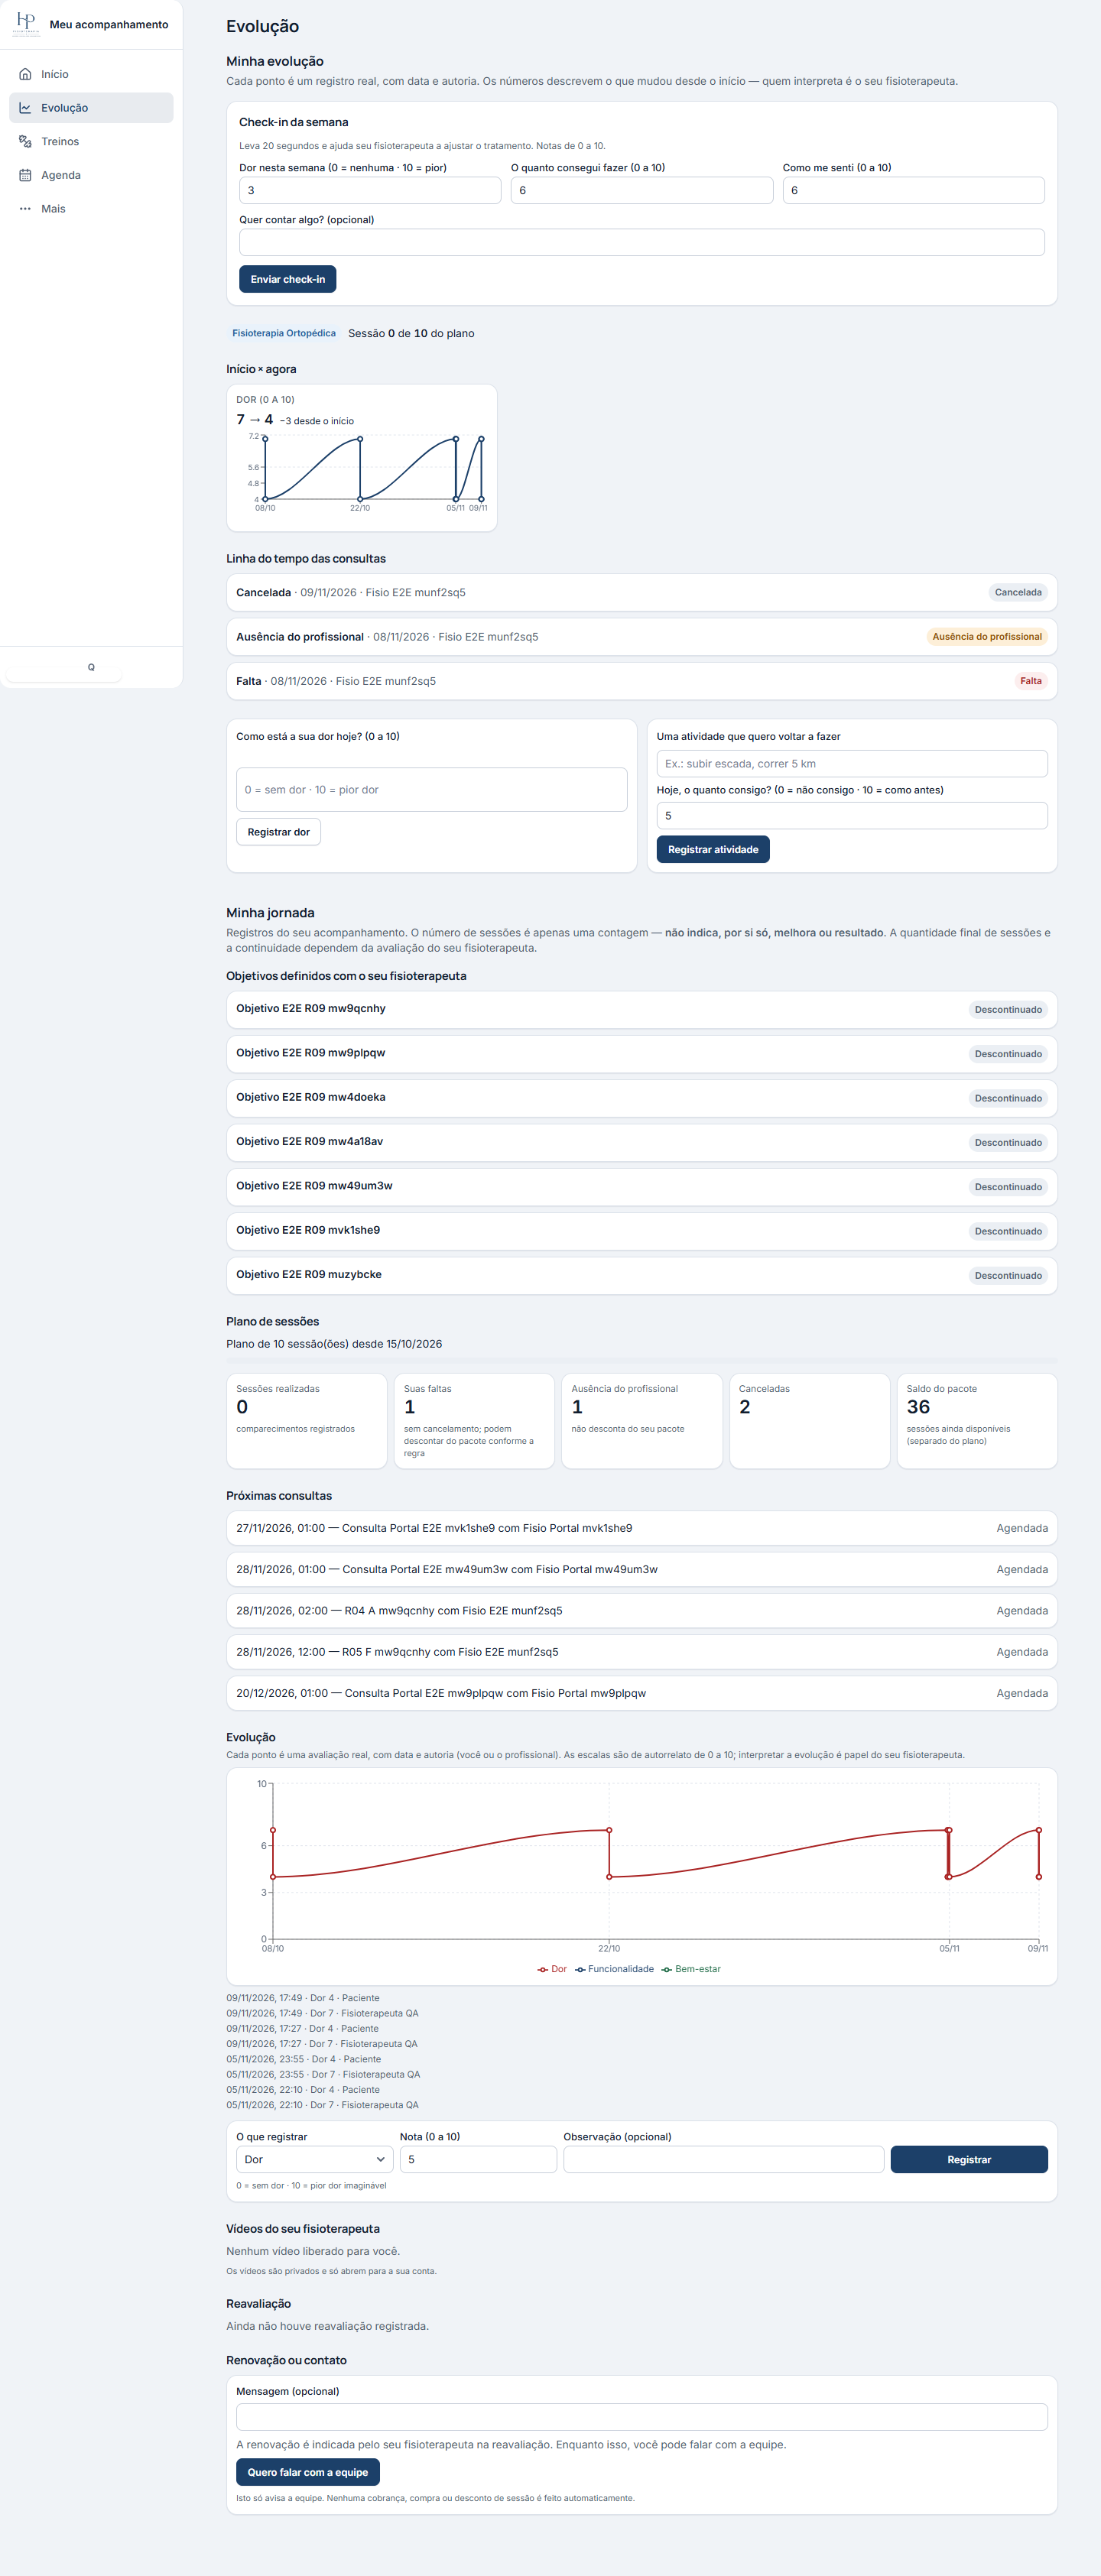 HP
FISIOTERAPIA
Meu acompanhamento
Início
Evolução
Treinos
Agenda
Mais
Q
Evolução
Minha evolução
Cada ponto é um registro real, com data e autoria. Os números descrevem o que mudou desde o início — quem interpreta é o seu fisioterapeuta.
Check-in da semana
Leva 20 segundos e ajuda seu fisioterapeuta a ajustar o tratamento. Notas de 0 a 10.
Dor nesta semana (0 = nenhuma · 10 = pior)
O quanto consegui fazer (0 a 10)
Como me senti (0 a 10)
3
6
6
Quer contar algo? (opcional)
Enviar check-in
Fisioterapia Ortopédica Sessão 0 de 10 do plano
Início × agora
DOR (0 A 10)
7 → 4 −3 desde o início
7.2
5.6
4.8
4
08/10 22/10 05/11 09/11
Linha do tempo das consultas
Cancelada · 09/11/2026 · Fisio E2E munf2sq5 Cancelada
Ausência do profissional · 08/11/2026 · Fisio E2E munf2sq5 Ausência do profissional
Falta · 08/11/2026 · Fisio E2E munf2sq5 Falta
Como está a sua dor hoje? (0 a 10)
0 = sem dor · 10 = pior dor
Registrar dor
Uma atividade que quero voltar a fazer
Ex.: subir escada, correr 5 km
Hoje, o quanto consigo? (0 = não consigo · 10 = como antes)
5
Registrar atividade
Minha jornada
Registros do seu acompanhamento. O número de sessões é apenas uma contagem — não indica, por si só, melhora ou resultado. A quantidade final de sessões e
a continuidade dependem da avaliação do seu fisioterapeuta.
Objetivos definidos com o seu fisioterapeuta
Objetivo E2E R09 mw9qcnhy Descontinuado
Objetivo E2E R09 mw9plpqw Descontinuado
Objetivo E2E R09 mw4doeka Descontinuado
Objetivo E2E R09 mw4a18av Descontinuado
Objetivo E2E R09 mw49um3w Descontinuado
Objetivo E2E R09 mvk1she9 Descontinuado
Objetivo E2E R09 muzybcke Descontinuado
Plano de sessões
Plano de 10 sessão(ões) desde 15/10/2026
Sessões realizadas
0
comparecimentos registrados
Suas faltas
1
sem cancelamento; podem
descontar do pacote conforme a
regra
Ausência do profissional
1
não desconta do seu pacote
Canceladas
2
Saldo do pacote
36
sessões ainda disponíveis
(separado do plano)
Próximas consultas
27/11/2026, 01:00 — Consulta Portal E2E mvk1she9 com Fisio Portal mvk1she9 Agendada
28/11/2026, 01:00 — Consulta Portal E2E mw49um3w com Fisio Portal mw49um3w Agendada
28/11/2026, 02:00 — R04 A mw9qcnhy com Fisio E2E munf2sq5 Agendada
28/11/2026, 12:00 — R05 F mw9qcnhy com Fisio E2E munf2sq5 Agendada
20/12/2026, 01:00 — Consulta Portal E2E mw9plpqw com Fisio Portal mw9plpqw Agendada
Evolução
Cada ponto é uma avaliação real, com data e autoria (você ou o profissional). As escalas são de autorrelato de 0 a 10; interpretar a evolução é papel do seu fisioterapeuta.
10
6
3
0
08/10 22/10 05/11 09/11
Dor Funcionalidade Bem-estar
09/11/2026, 17:49 · Dor 4 · Paciente
09/11/2026, 17:49 · Dor 7 · Fisioterapeuta QA
09/11/2026, 17:27 · Dor 4 · Paciente
09/11/2026, 17:27 · Dor 7 · Fisioterapeuta QA
05/11/2026, 23:55 · Dor 4 · Paciente
05/11/2026, 23:55 · Dor 7 · Fisioterapeuta QA
05/11/2026, 22:10 · Dor 4 · Paciente
05/11/2026, 22:10 · Dor 7 · Fisioterapeuta QA
O que registrar
Nota (0 a 10)
Observação (opcional)
Dor
5
Registrar
0 = sem dor · 10 = pior dor imaginável
Vídeos do seu fisioterapeuta
Nenhum vídeo liberado para você.
Os vídeos são privados e só abrem para a sua conta.
Reavaliação
Ainda não houve reavaliação registrada.
Renovação ou contato
Mensagem (opcional)
A renovação é indicada pelo seu fisioterapeuta na reavaliação. Enquanto isso, você pode falar com a equipe.
Quero falar com a equipe
Isto só avisa a equipe. Nenhuma cobrança, compra ou desconto de sessão é feito automaticamente.